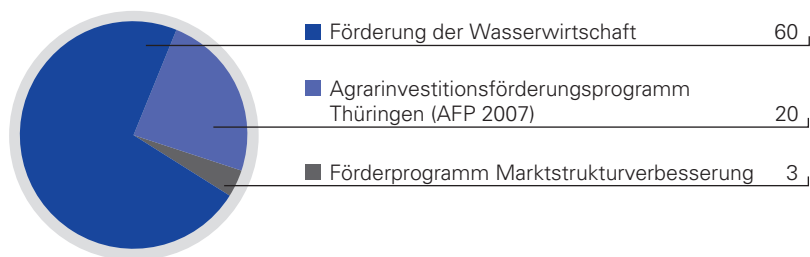 Förderung der Wasserwirtschaft 60
Agrarinvestitionsförderungsprogramm
Thüringen (AFP 2007) 20
Förderprogramm Marktstrukturverbesserung 3